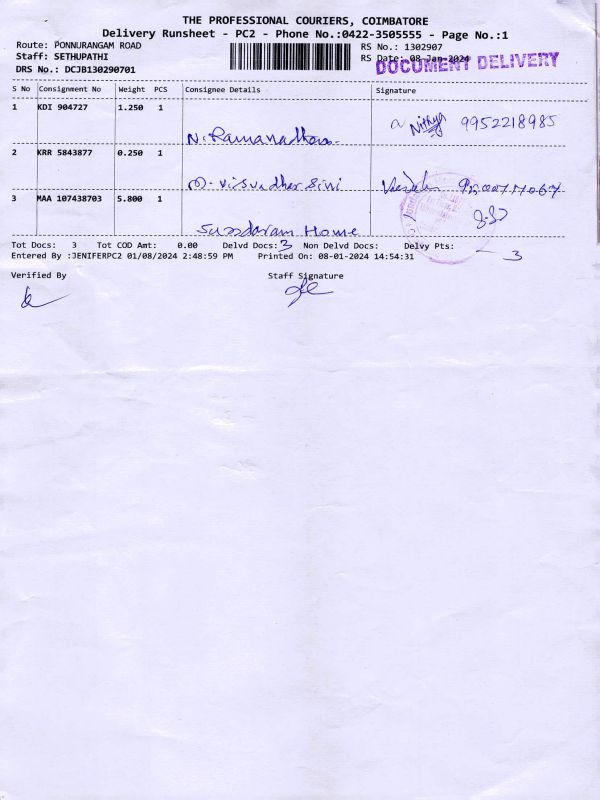 THE PROFESSIONAL COURIERS, COIMBATORE
Delivery Runsheet - PC2 - Phone No.:0422-3505555 - Page No.:1
Route: PONNURANGAM ROAD RS No.: 1302907
Staff: SETHUPATHI RS Date: 08-Jan-2024
DRS No.: DCJB130290701 DOCUMENT DELIVERY
S No Consignment No Weight PCS Consignee Details Signature
1 KDI 904727 1.250 1
N. Ramanathan Nithya 9952218985
2 KRR 5843877 0.250 1
3 MAA 107438703 5.800 1
Sundaram Home
Tot Docs: 3 Tot COD Amt: 0.00 Delvd Docs: 3 Non Delvd Docs: Delvy Pts: 3
Entered By :JENIFERPC2 01/08/2024 2:48:59 PM Printed On: 08-01-2024 14:54:31
Verified By Staff Signature